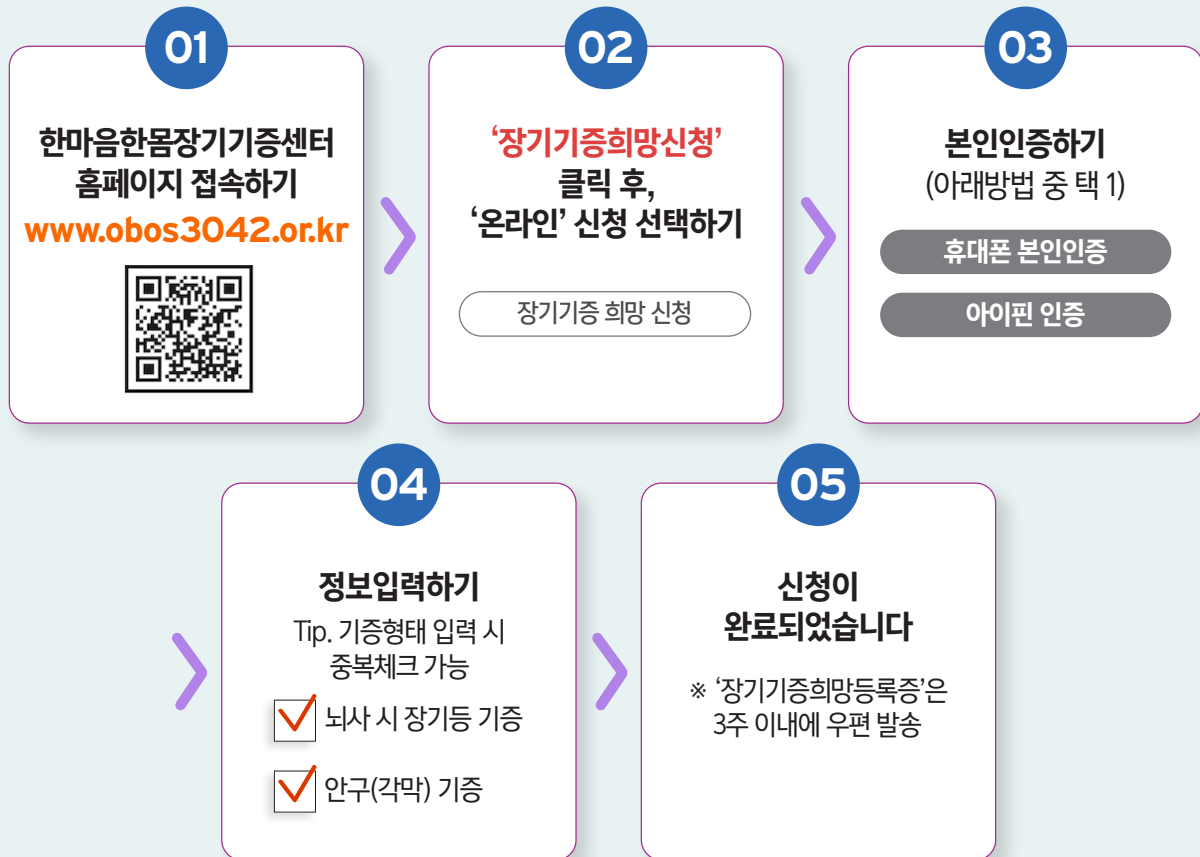 01
한마음한몸장기기증센터
홈페이지 접속하기
www.obos3042.or.kr
02
‘장기기증희망신청’
클릭 후,
‘온라인’ 신청 선택하기
장기기증 희망 신청
03
본인인증하기
(아래방법 중 택 1)
휴대폰 본인인증
아이핀 인증
04
정보입력하기
Tip. 기증형태 입력 시
중복체크 가능
뇌사 시 장기등 기증
안구(각막) 기증
05
신청이
완료되었습니다
※ ‘장기기증희망등록증’은
3주 이내에 우편 발송